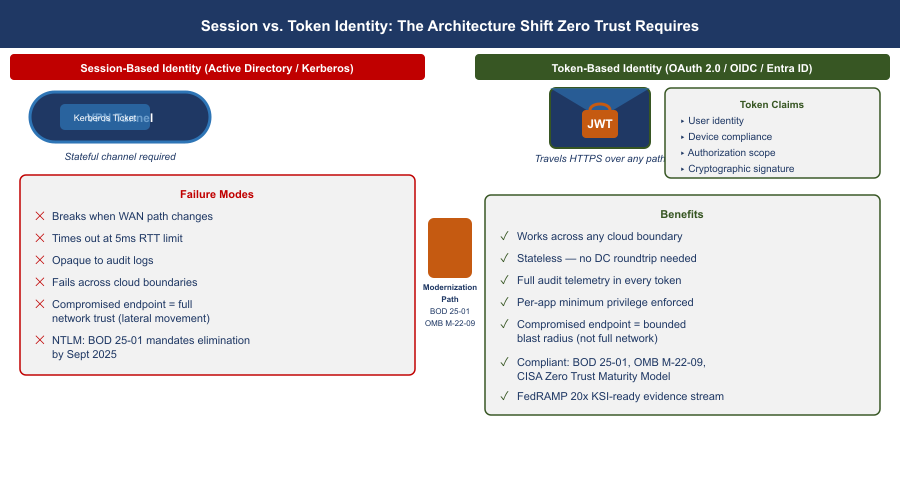 Session vs. Token Identity: The Architecture Shift Zero Trust Requires
Session-Based Identity (Active Directory / Kerberos)
Kerberos Ticket
Stateful channel required
Failure Modes
✕ Breaks when WAN path changes
✕ Times out at 5ms RTT limit
✕ Opaque to audit logs
✕ Fails across cloud boundaries
✕ Compromised endpoint = full
network trust (lateral movement)
✕ NTLM: BOD 25-01 mandates elimination
by Sept 2025
Modernization
Path
BOD 25-01
OMB M-22-09
Token-Based Identity (OAuth 2.0 / OIDC / Entra ID)
JWT
Travels HTTPS over any path
Token Claims
‣ User identity
‣ Device compliance
‣ Authorization scope
‣ Cryptographic signature
Benefits
✓ Works across any cloud boundary
✓ Stateless — no DC roundtrip needed
✓ Full audit telemetry in every token
✓ Per-app minimum privilege enforced
✓ Compromised endpoint = bounded
blast radius (not full network)
✓ Compliant: BOD 25-01, OMB M-22-09,
CISA Zero Trust Maturity Model
✓ FedRAMP 20x KSI-ready evidence stream